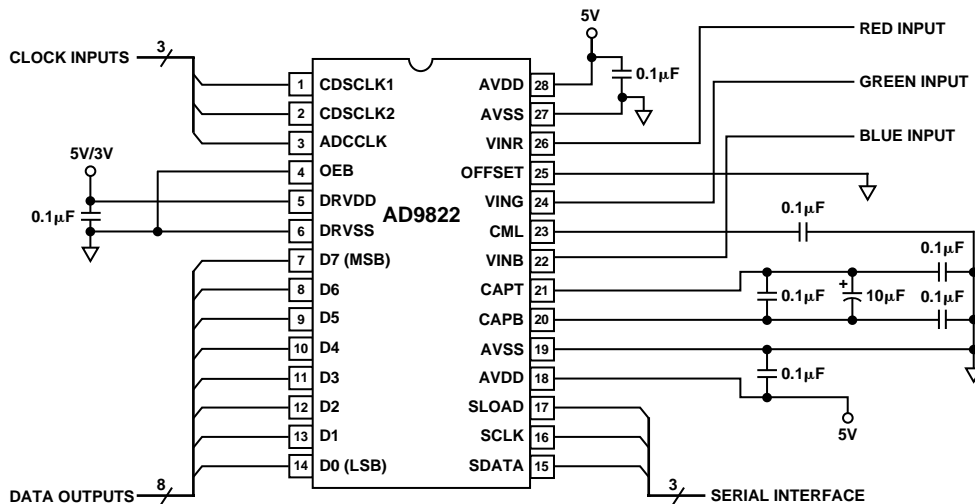 CLOCK INPUTS
3
5V/3V
0.1μF
DATA OUTPUTS
8
AD9822
1 CDSCLK1
2 CDSCLK2
3 ADCCLK
4 OEB
5 DRVDD
6 DRVSS
7 D7 (MSB)
8 D6
9 D5
10 D4
11 D3
12 D2
13 D1
14 D0 (LSB)
AVDD 28
AVSS 27
VINR 26
OFFSET 25
VING 24
CML 23
VINB 22
CAPT 21
CAPB 20
AVSS 19
AVDD 18
SLOAD 17
SCLK 16
SDATA 15
5V
0.1μF
RED INPUT
GREEN INPUT
BLUE INPUT
0.1μF
0.1μF
0.1μF
+
10μF
0.1μF
0.1μF
5V
3
SERIAL INTERFACE